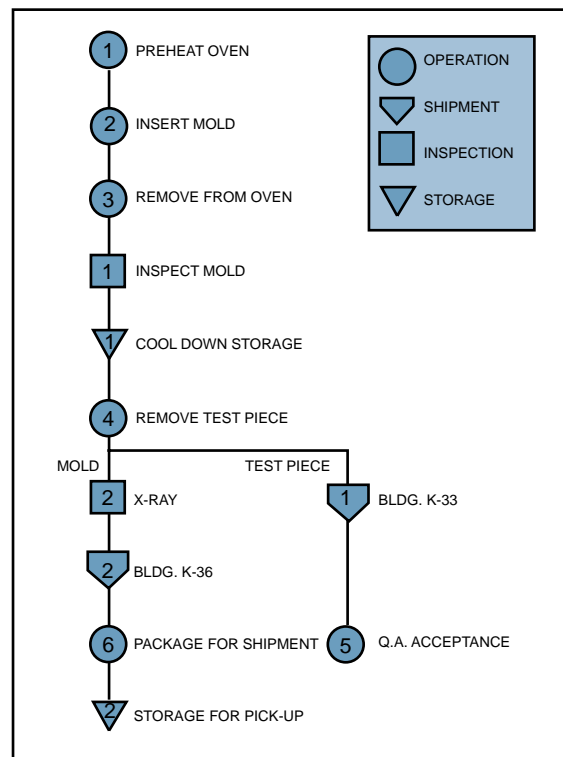 1 PREHEAT OVEN
2 INSERT MOLD
3 REMOVE FROM OVEN
1 INSPECT MOLD
1 COOL DOWN STORAGE
4 REMOVE TEST PIECE
MOLD TEST PIECE
2 X-RAY 1 BLDG. K-33
2 BLDG. K-36
6 PACKAGE FOR SHIPMENT 5 Q.A. ACCEPTANCE
2 STORAGE FOR PICK-UP
OPERATION
SHIPMENT
INSPECTION
STORAGE